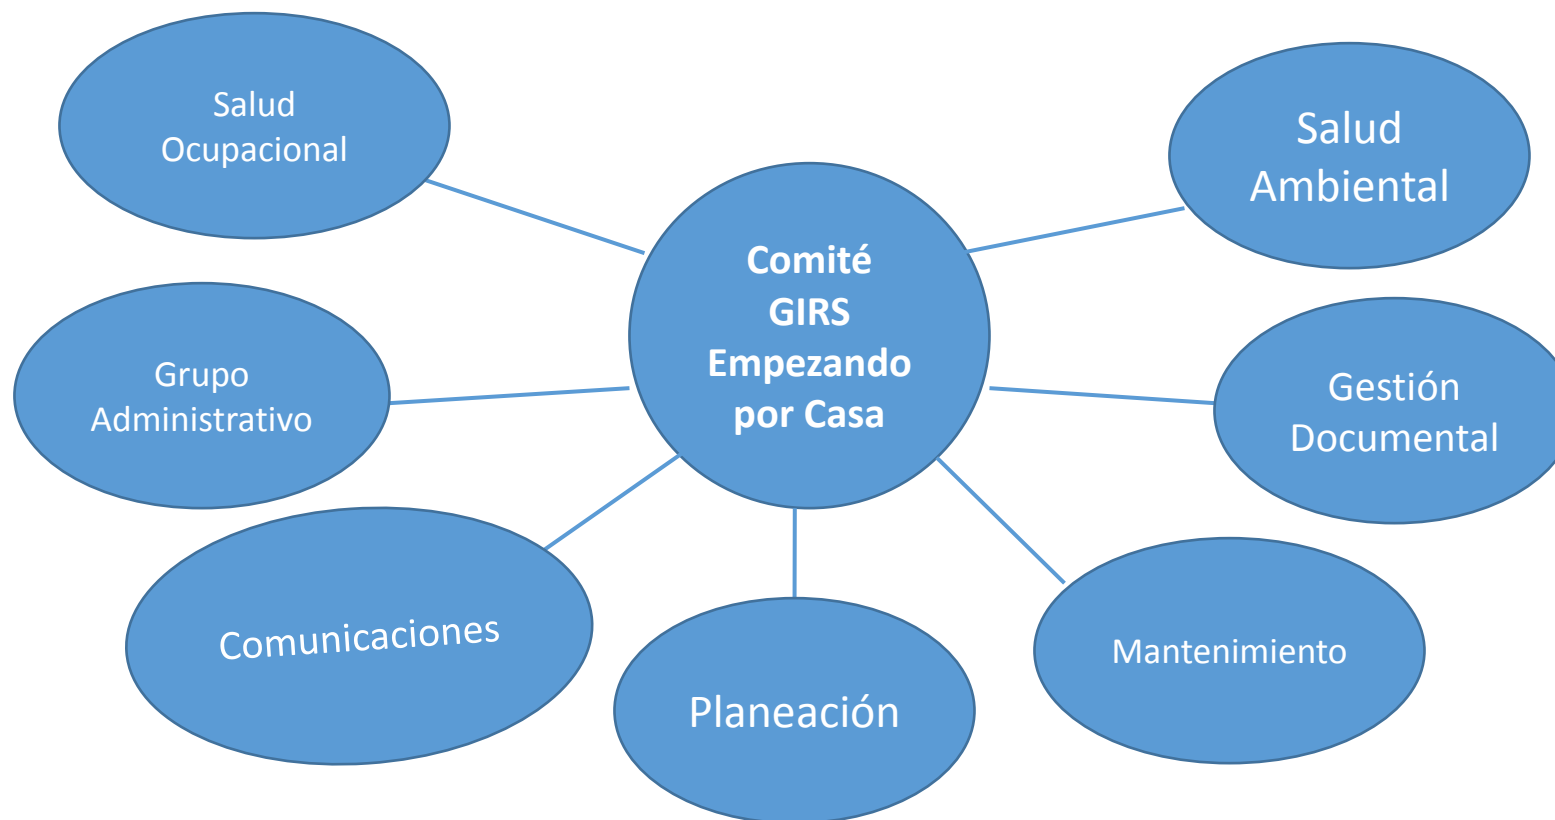 Salud
Ocupacional
Salud
Ambiental
Comité
GIRS
Empezando
por Casa
Grupo
Administrativo
Gestión
Documental
Comunicaciones
Mantenimiento
Planeación